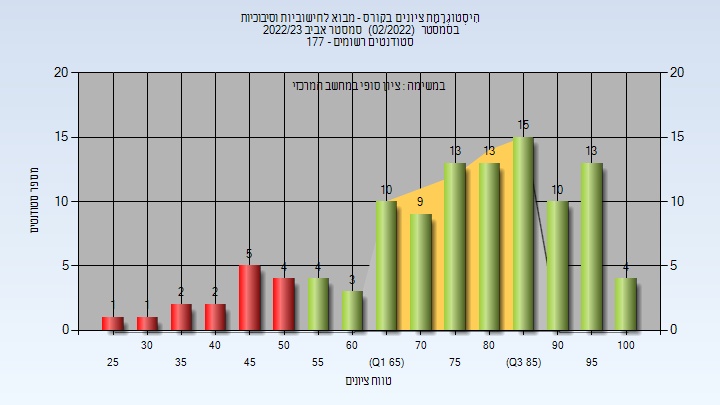 היסטוגרמת ציונים בקורס - מבוא לחישוביות וסיבוכיות
בסמסטר (02/2022) סמסטר אביב 2022/23
סטודנטים רשומים - 177
במשימה : ציון סופי במחשב המרכזי
20
15
10
5
0
20
15
10
5
0
מספר סטודנטים
1 1 2 2 5 4 4 3 10 9 13 13 15 10 13 4
30 40 50 60 70 80 90 100
25 35 45 55 (Q1 65) 75 (Q3 85) 95
טווח ציונים